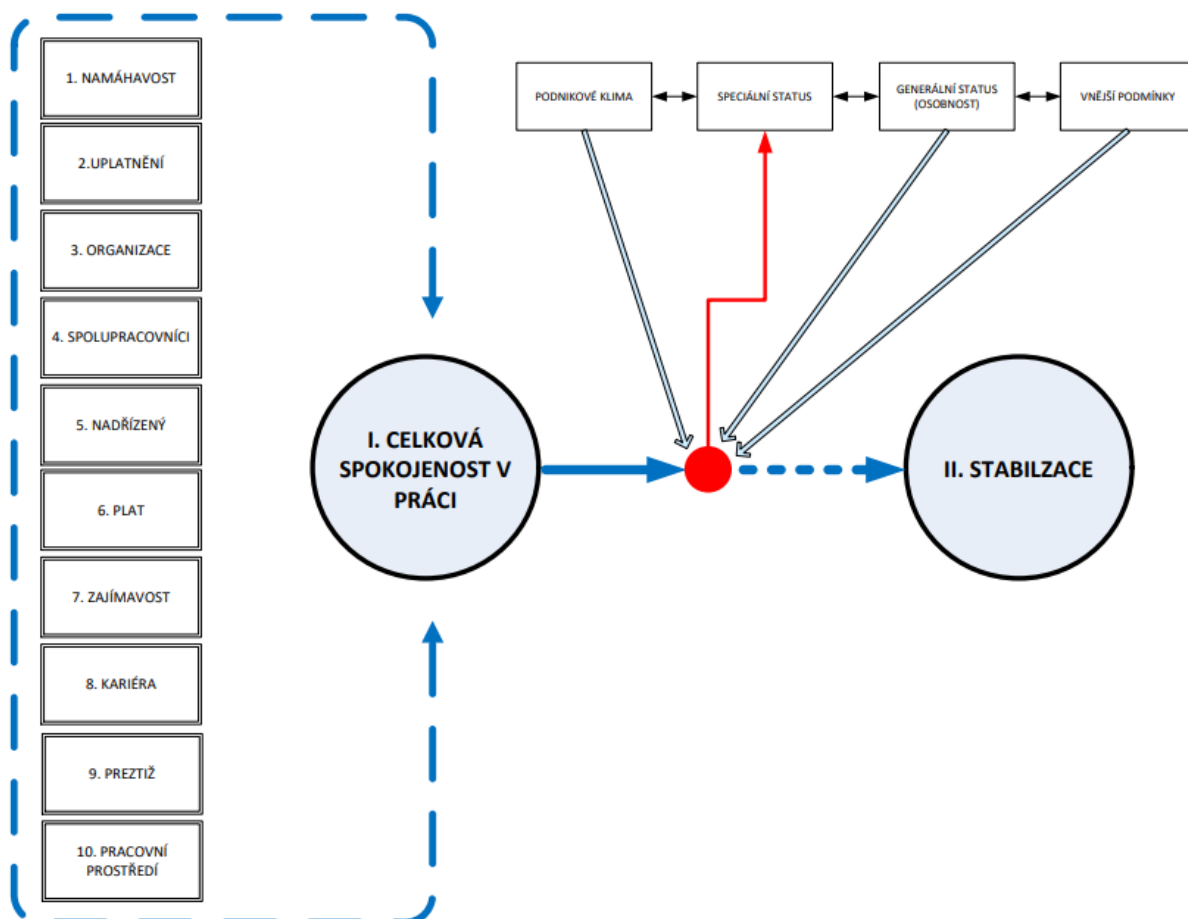 1. NAMÁHAVOST
2.UPLATNĚNÍ
3. ORGANIZACE
4. SPOLUPRACOVNÍCI
5. NADŘÍZENÝ
6. PLAT
7. ZAJÍMAVOST
8. KARIÉRA
9. PREZTIŽ
10. PRACOVNÍ
PROSTŘEDÍ
PODNIKOVÉ KLIMA
SPECIÁLNÍ STATUS
GENERÁLNÍ STATUS
(OSOBNOST)
VNĚJŠÍ PODMÍNKY
I. CELKOVÁ
SPOKOJENOST V
PRÁCI
II. STABILZACE